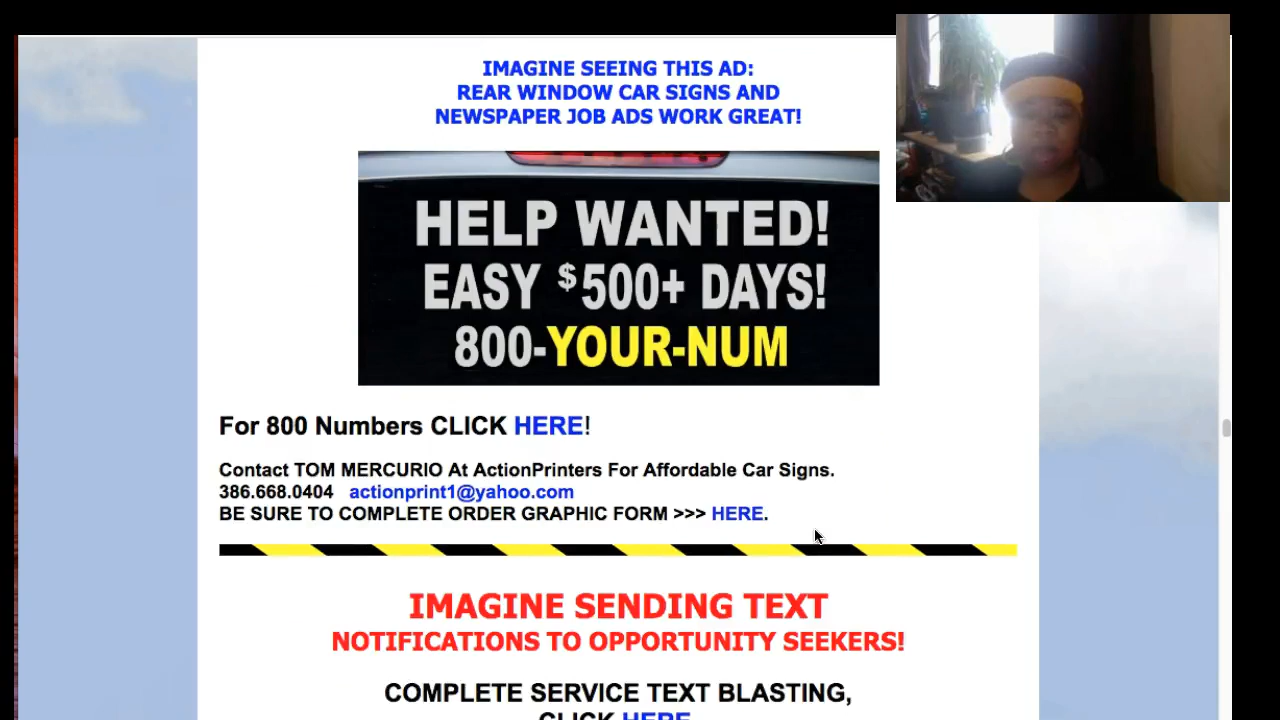 IMAGINE SEEING THIS AD:
REAR WINDOW CAR SIGNS AND
NEWSPAPER JOB ADS WORK GREAT!
HELP WANTED!
EASY $500+ DAYS!
800-YOUR-NUM
For 800 Numbers CLICK HERE!
Contact TOM MERCURIO At ActionPrinters For Affordable Car Signs.
386.668.0404 actionprint1@yahoo.com
BE SURE TO COMPLETE ORDER GRAPHIC FORM >>> HERE.
IMAGINE SENDING TEXT
NOTIFICATIONS TO OPPORTUNITY SEEKERS!
COMPLETE SERVICE TEXT BLASTING,
CLICK HERE